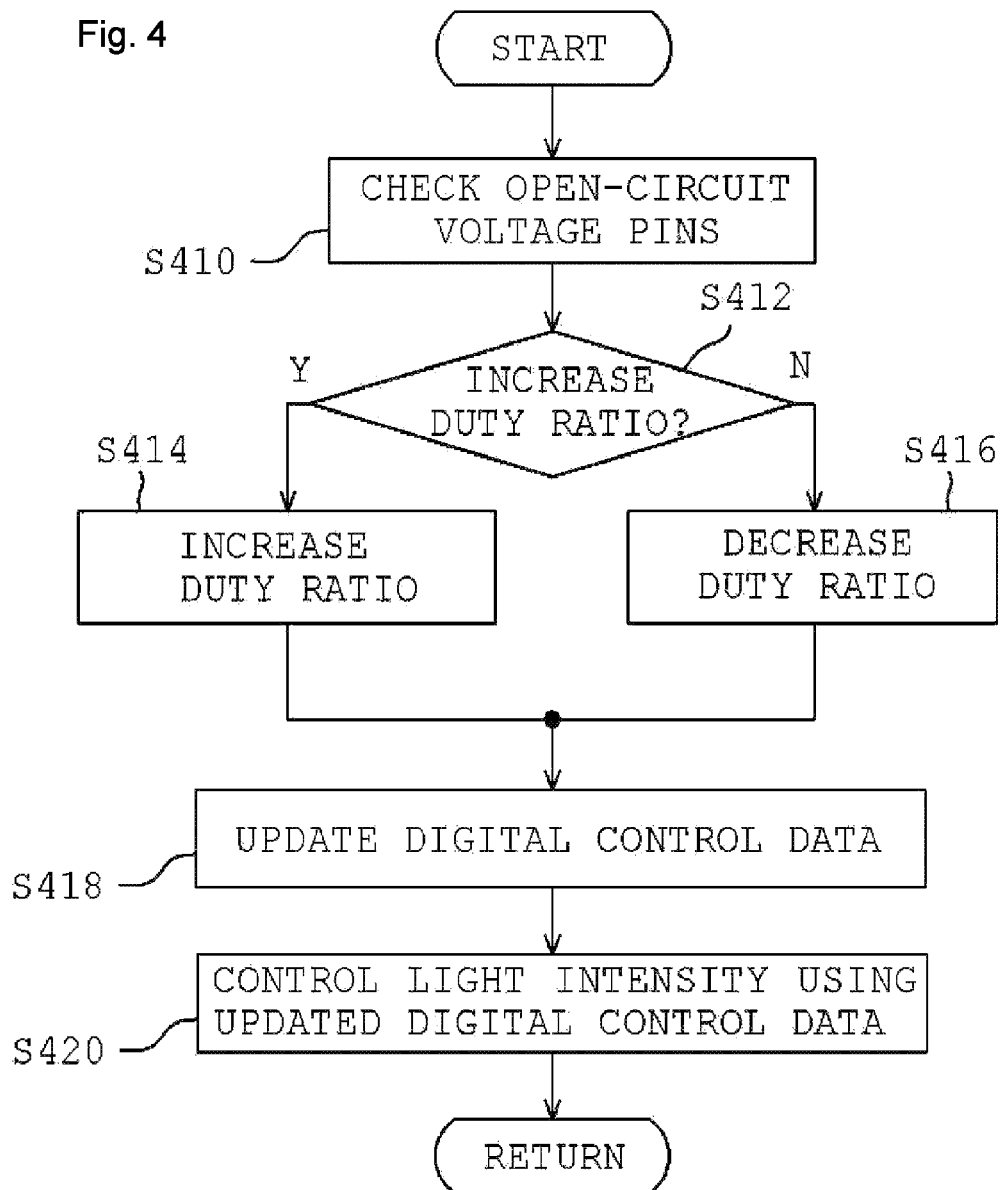 Fig. 4
START
CHECK OPEN-CIRCUIT
VOLTAGE PINS
S410
S412
Y
N
INCREASE
DUTY RATIO?
S414
S416
INCREASE
DUTY RATIO
DECREASE
DUTY RATIO
UPDATE DIGITAL CONTROL DATA
S418
CONTROL LIGHT INTENSITY USING
UPDATED DIGITAL CONTROL DATA
S420
RETURN